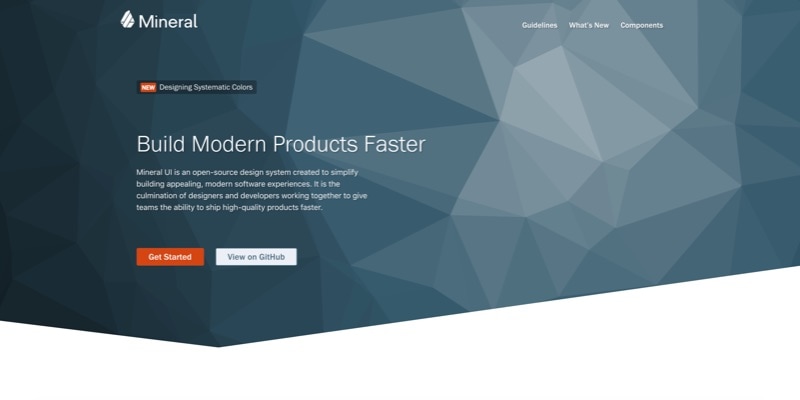 Mineral
Guidelines What's New Components
NEW Designing Systematic Colors
Build Modern Products Faster
Mineral UI is an open-source design system created to simplify
building appealing, modern software experiences. It is the
culmination of designers and developers working together to give
teams the ability to ship high-quality products faster.
Get Started View on GitHub